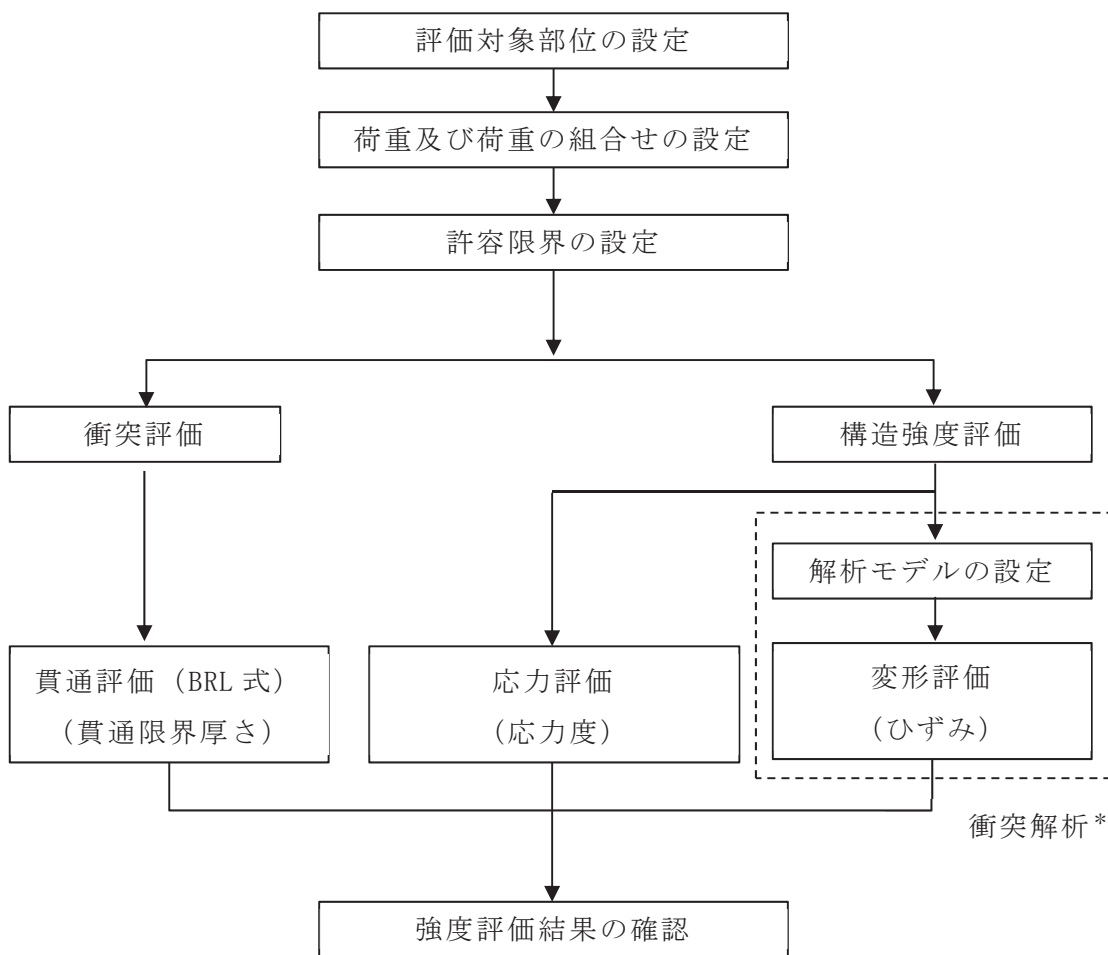 評価対象部位の設定
荷重及び荷重の組合せの設定
許容限界の設定
衝突評価
構造強度評価
解析モデルの設定
貫通評価（BRL 式）
（貫通限界厚さ）
応力評価
（応力度）
変形評価
（ひずみ）
衝突解析*
強度評価結果の確認